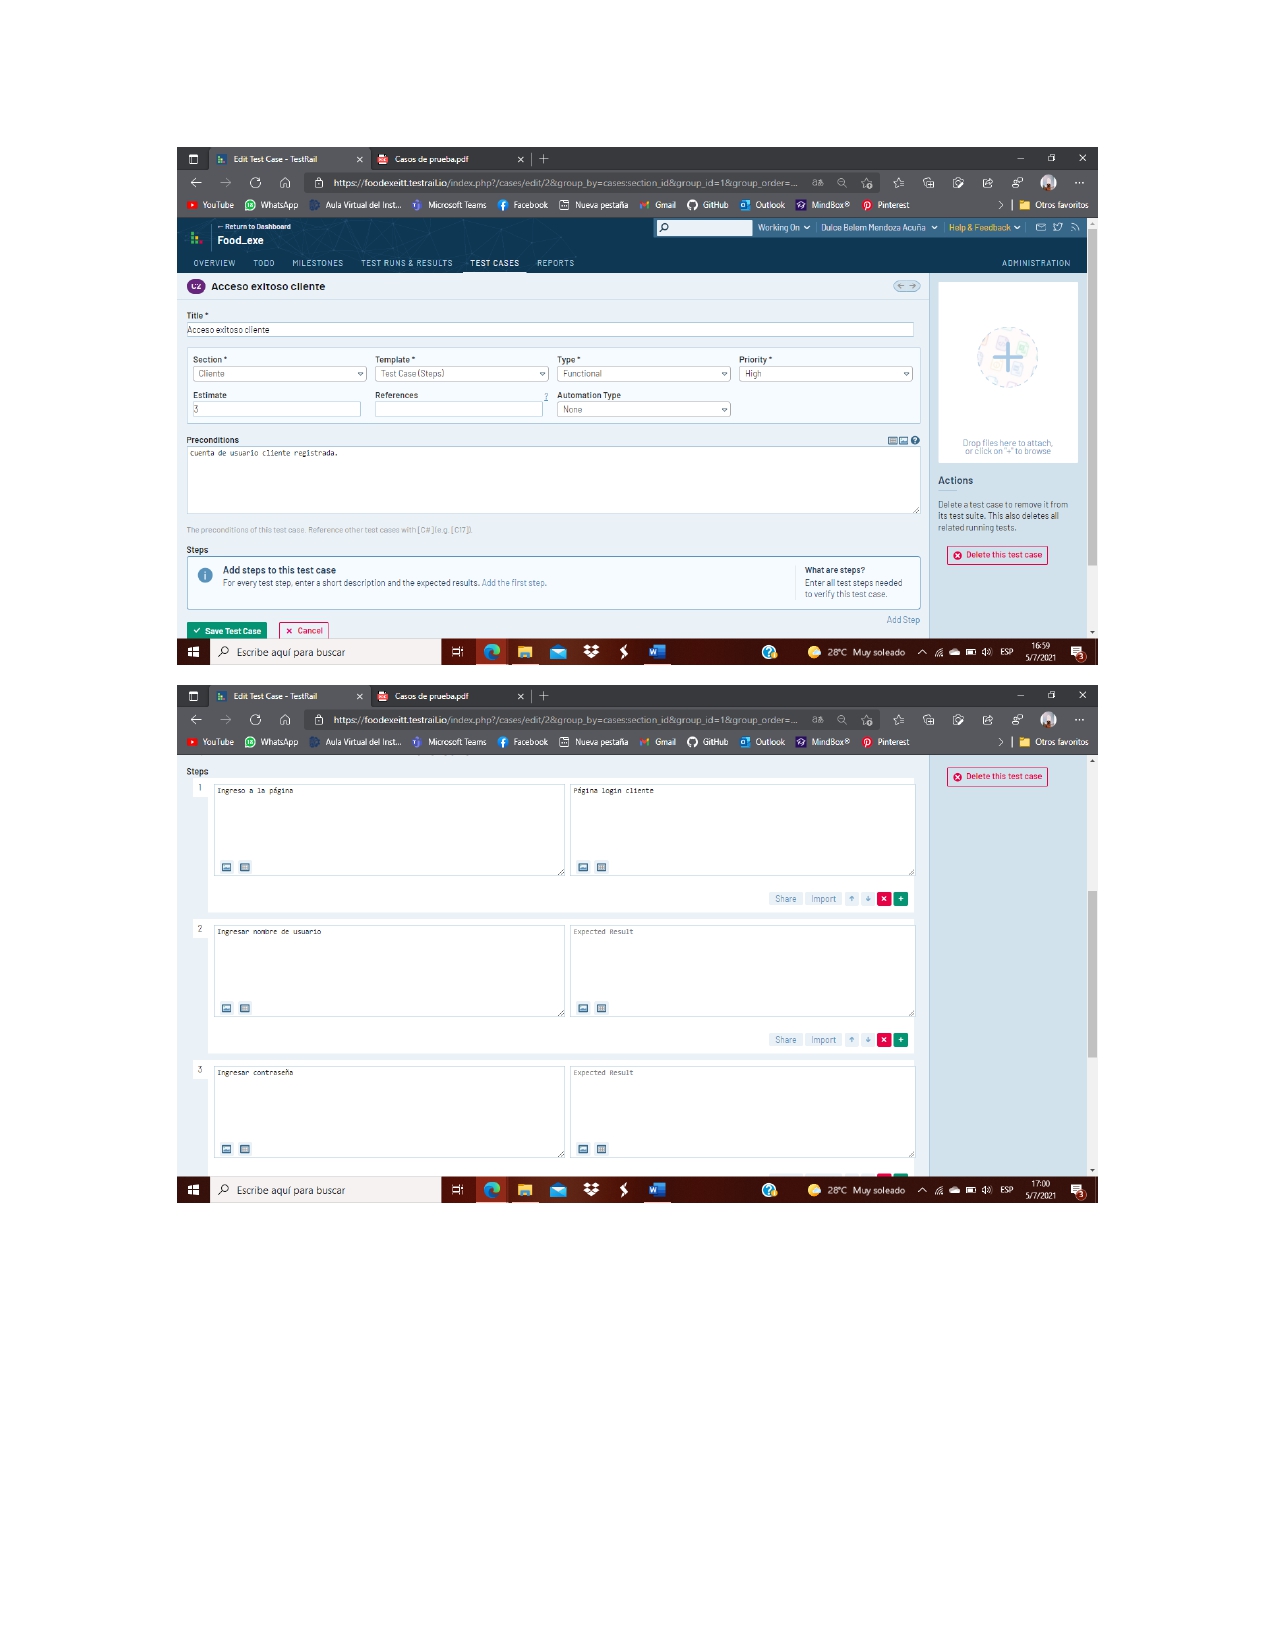 Edit Test Case - TestRail
Casos de prueba.pdf
https://foodexeitt.testrail.io/index.php?/cases/edit/2&group_by=cases:section_id&group_id=1&group_order=...
YouTube WhatsApp Aula Virtual del Inst... Microsoft Teams Facebook Nueva pestaña Gmail GitHub Outlook MindBox® Pinterest Otros favoritos
← Return to Dashboard
Food_exe
Working On Dulce Belem Mendoza Acuña Help & Feedback
OVERVIEW TODO MILESTONES TEST RUNS & RESULTS TEST CASES REPORTS ADMINISTRATION
C2 Acceso exitoso cliente
Title *
Acceso exitoso cliente
Section * Template * Type * Priority *
Cliente Test Case (Steps) Functional High
Estimate References ? Automation Type
3 None
Preconditions
cuenta de usuario cliente registrada.
The preconditions of this test case. Reference other test cases with [C#] (e.g. [C17]).
Steps
Add steps to this test case
For every test step, enter a short description and the expected results. Add the first step.
What are steps?
Enter all test steps needed
to verify this test case.
Add Step
Save Test Case Cancel
Drop files here to attach,
or click on "+" to browse
Actions
Delete a test case to remove it from
its test suite. This also deletes all
related running tests.
Delete this test case
Escribe aquí para buscar
28°C Muy soleado ESP
16:59
5/7/2021
3
Edit Test Case - TestRail
Casos de prueba.pdf
https://foodexeitt.testrail.io/index.php?/cases/edit/2&group_by=cases:section_id&group_id=1&group_order=...
YouTube WhatsApp Aula Virtual del Inst... Microsoft Teams Facebook Nueva pestaña Gmail GitHub Outlook MindBox® Pinterest Otros favoritos
Steps
Delete this test case
1 Ingreso a la página Página login cliente
Share Import
2 Ingresar nombre de usuario Expected Result
Share Import
3 Ingresar contraseña Expected Result
Escribe aquí para buscar
28°C Muy soleado ESP
17:00
5/7/2021
3